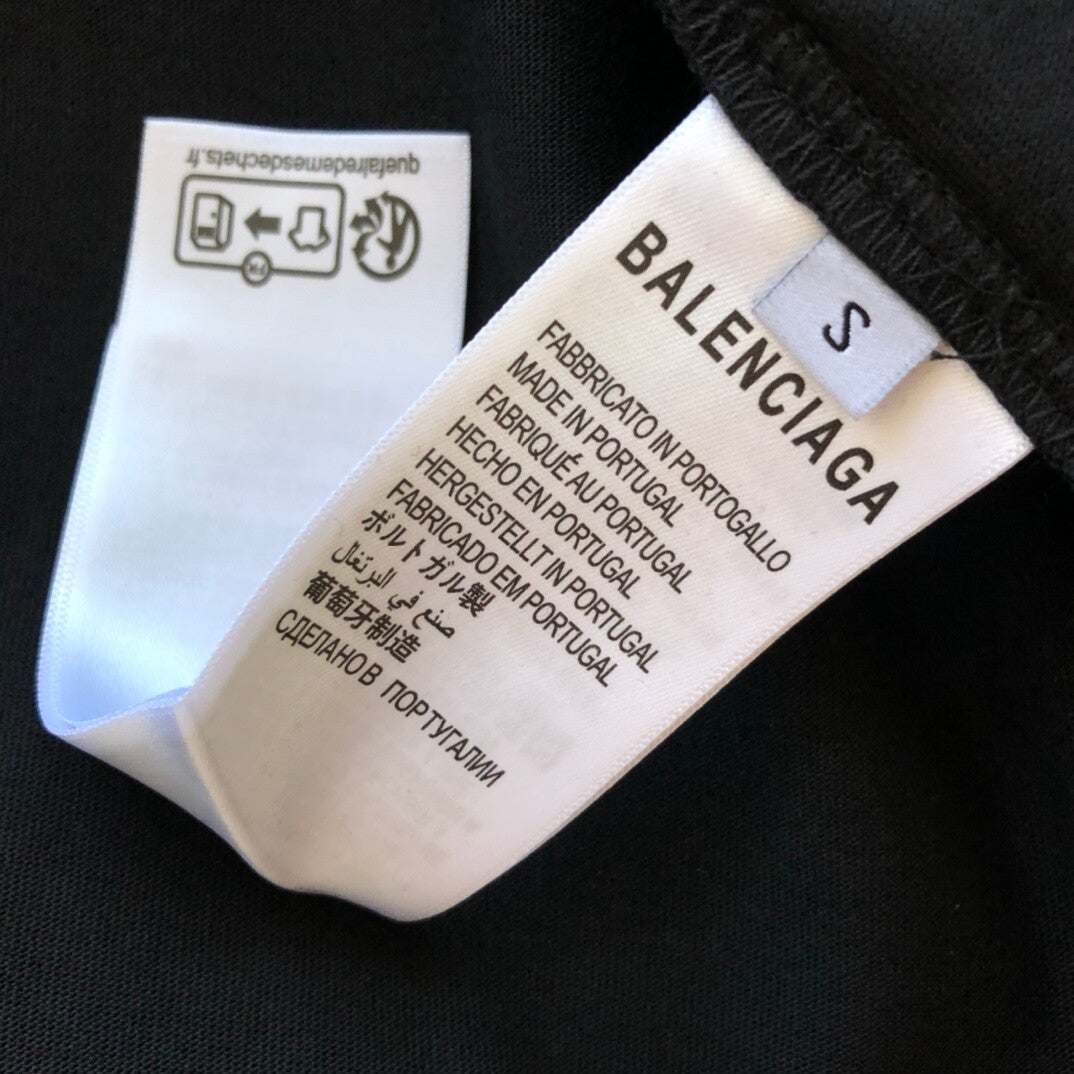 BALENCIAGA
S
FABBRICATO IN PORTOGALLO
MADE IN PORTUGAL
FABRIQUÉ AU PORTUGAL
HECHO EN PORTUGAL
HERGESTELLT IN PORTUGAL
FABRICADO EM PORTUGAL
ポルトガル製
صنع في البرتغال
葡萄牙制造
СДЕЛАНО В ПОРТУГАЛИИ
FR
quefairedemesdechets.fr